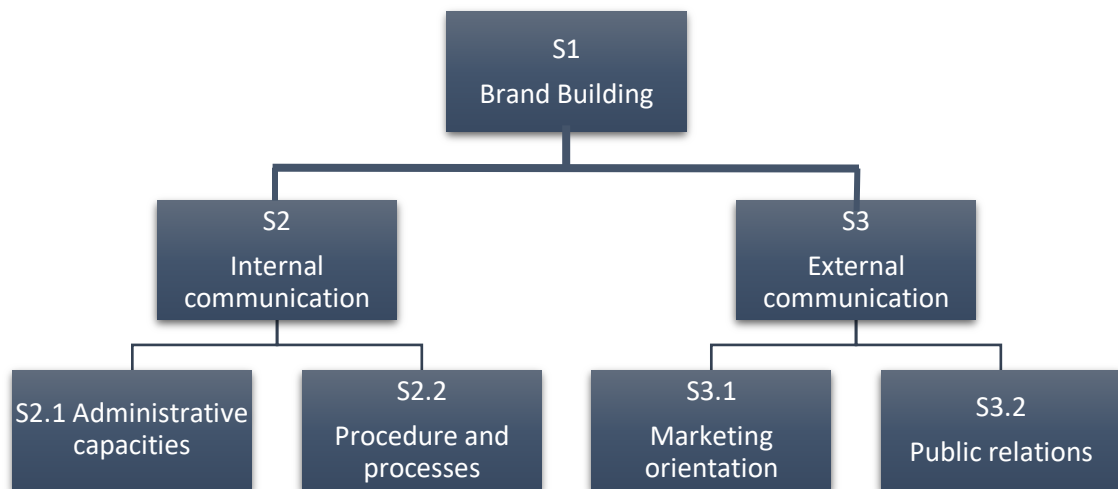 S1
Brand Building
S2
Internal
communication
S3
External
communication
S2.1 Administrative
capacities
S2.2
Procedure and
processes
S3.1
Marketing
orientation
S3.2
Public relations